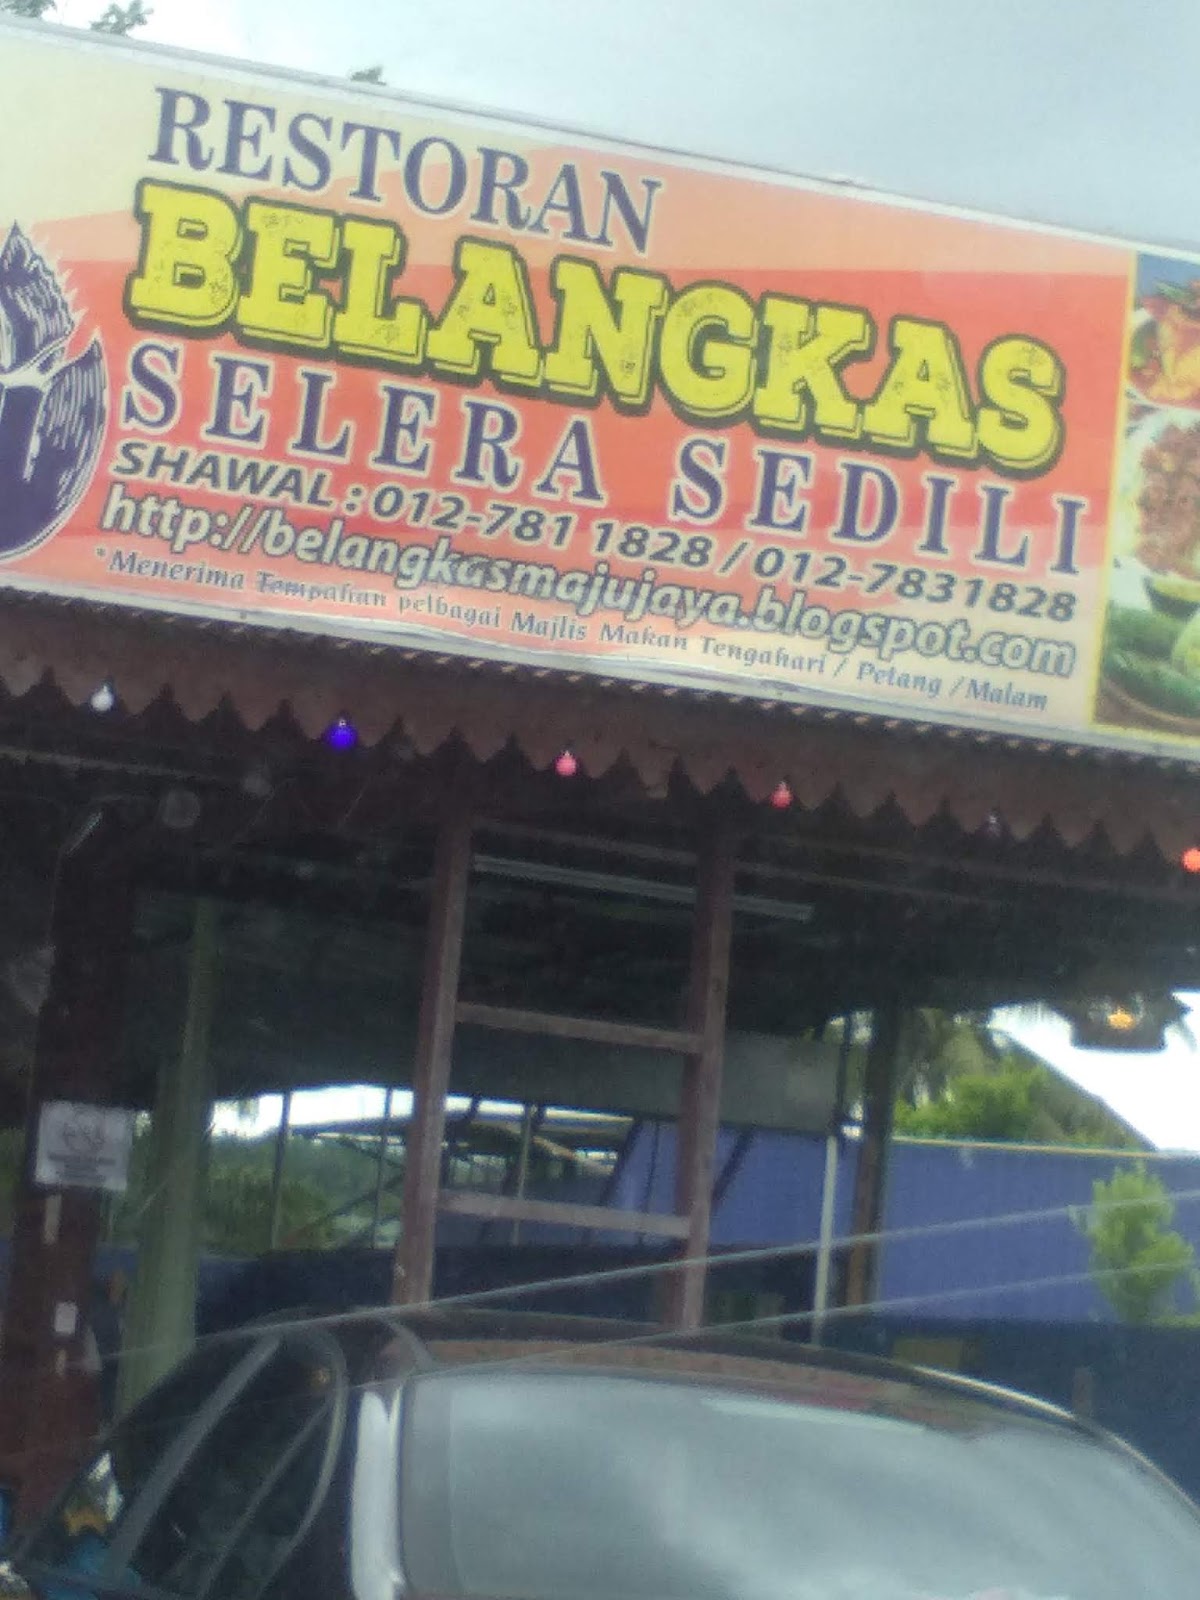 RESTORAN
BELANGKAS
SELERA SEDILI
SHAWAL : 012-781 1828 / 012-7831828
http://belangkasmajujaya.blogspot.com
*Menerima Tempahan pelbagai Majlis Makan Tengahari / Petang / Malam